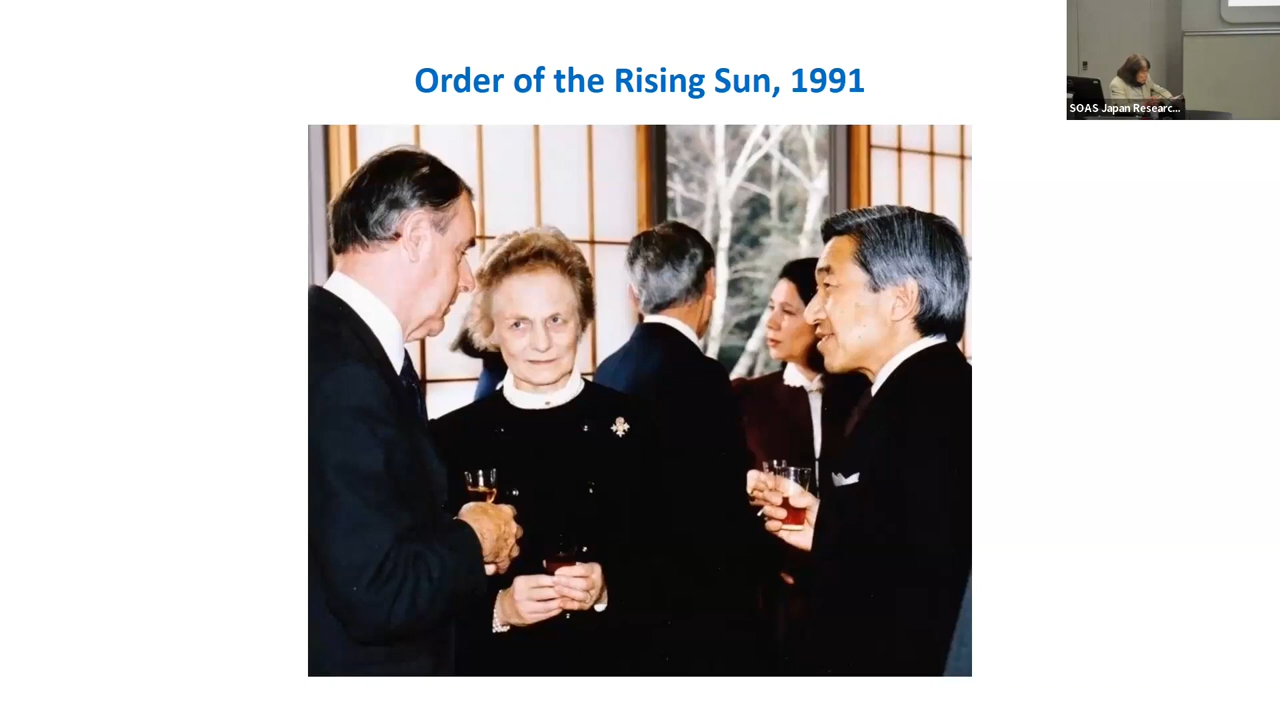 Order of the Rising Sun, 1991
SOAS Japan Researc...